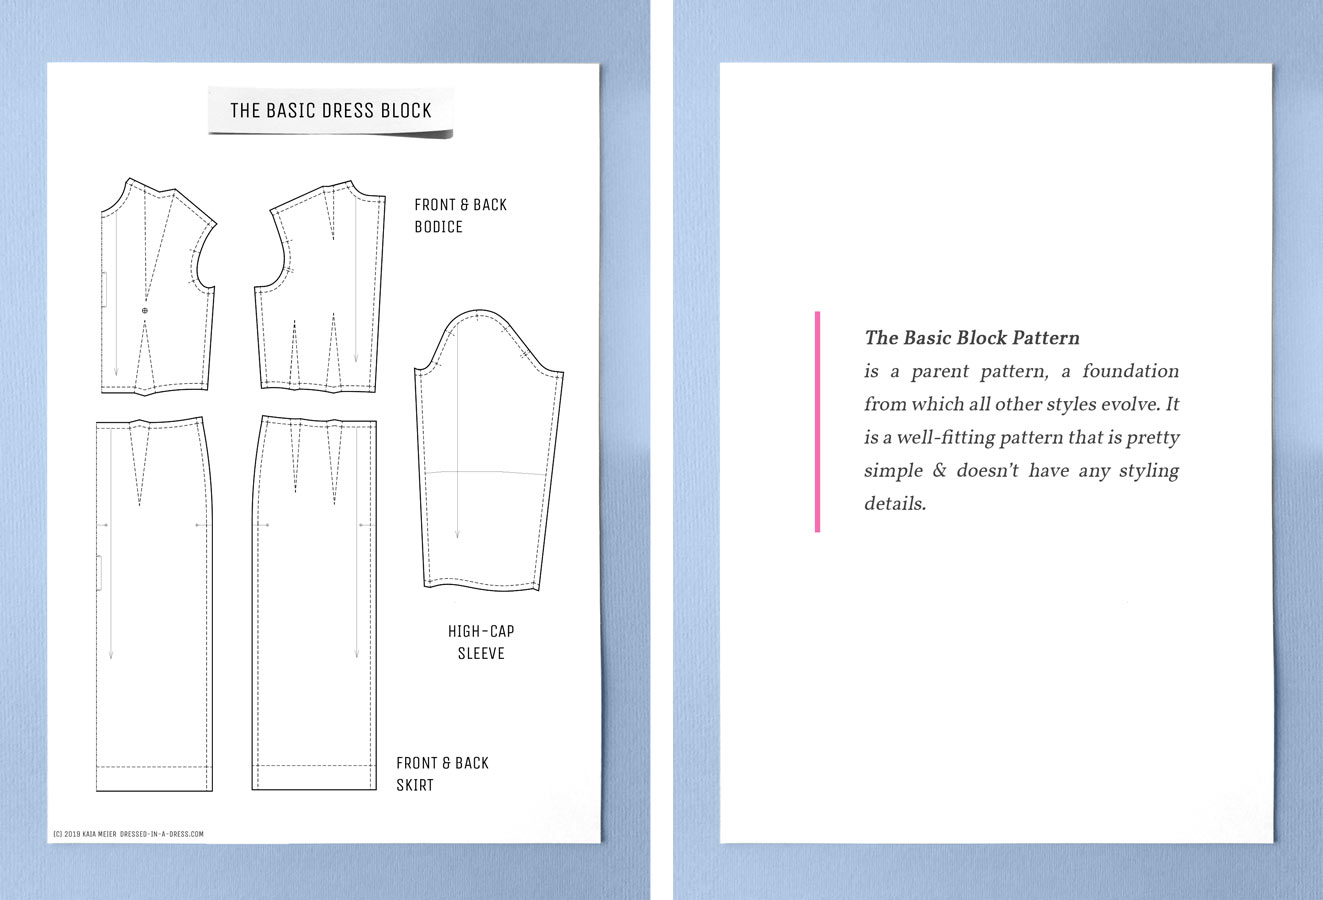 THE BASIC DRESS BLOCK
FRONT & BACK
BODICE
HIGH-CAP
SLEEVE
FRONT & BACK
SKIRT
(C) 2019 KAJA MEJER DRESSED-IN-A-DRESS.COM
The Basic Block Pattern
is a parent pattern, a foundation
from which all other styles evolve. It
is a well-fitting pattern that is pretty
simple & doesn't have any styling
details.